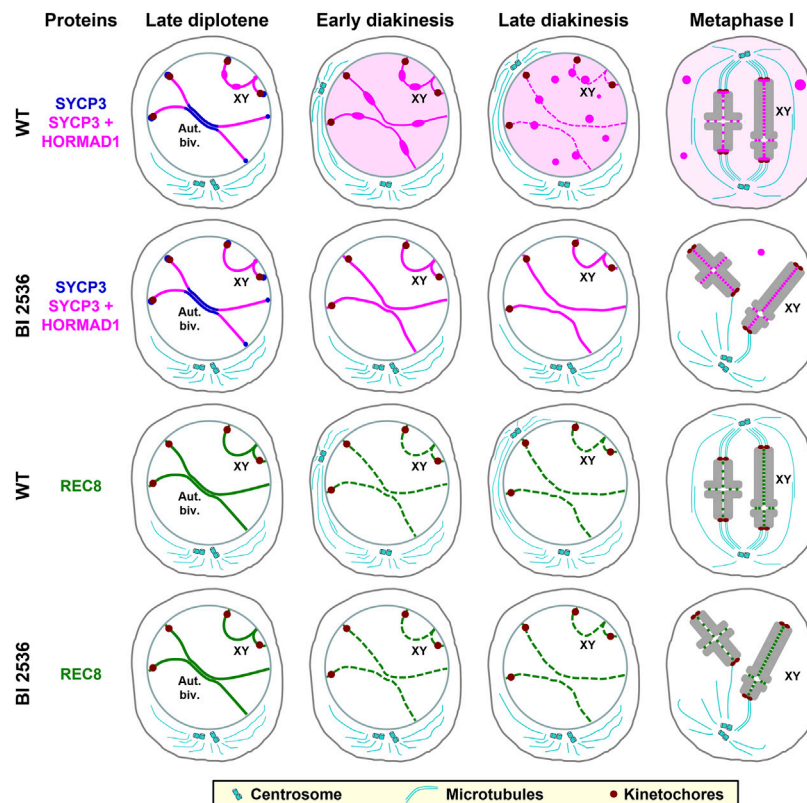 Proteins Late diplotene Early diakinesis Late diakinesis Metaphase I
WT
SYCP3
SYCP3 +
HORMAD1
XY
Aut.
biv.
XY
XY
XY
BI 2536
SYCP3
SYCP3 +
HORMAD1
XY
Aut.
biv.
XY
XY
XY
WT
REC8
XY
Aut.
biv.
XY
XY
XY
BI 2536
REC8
XY
Aut.
biv.
XY
XY
XY
Centrosome Microtubules Kinetochores